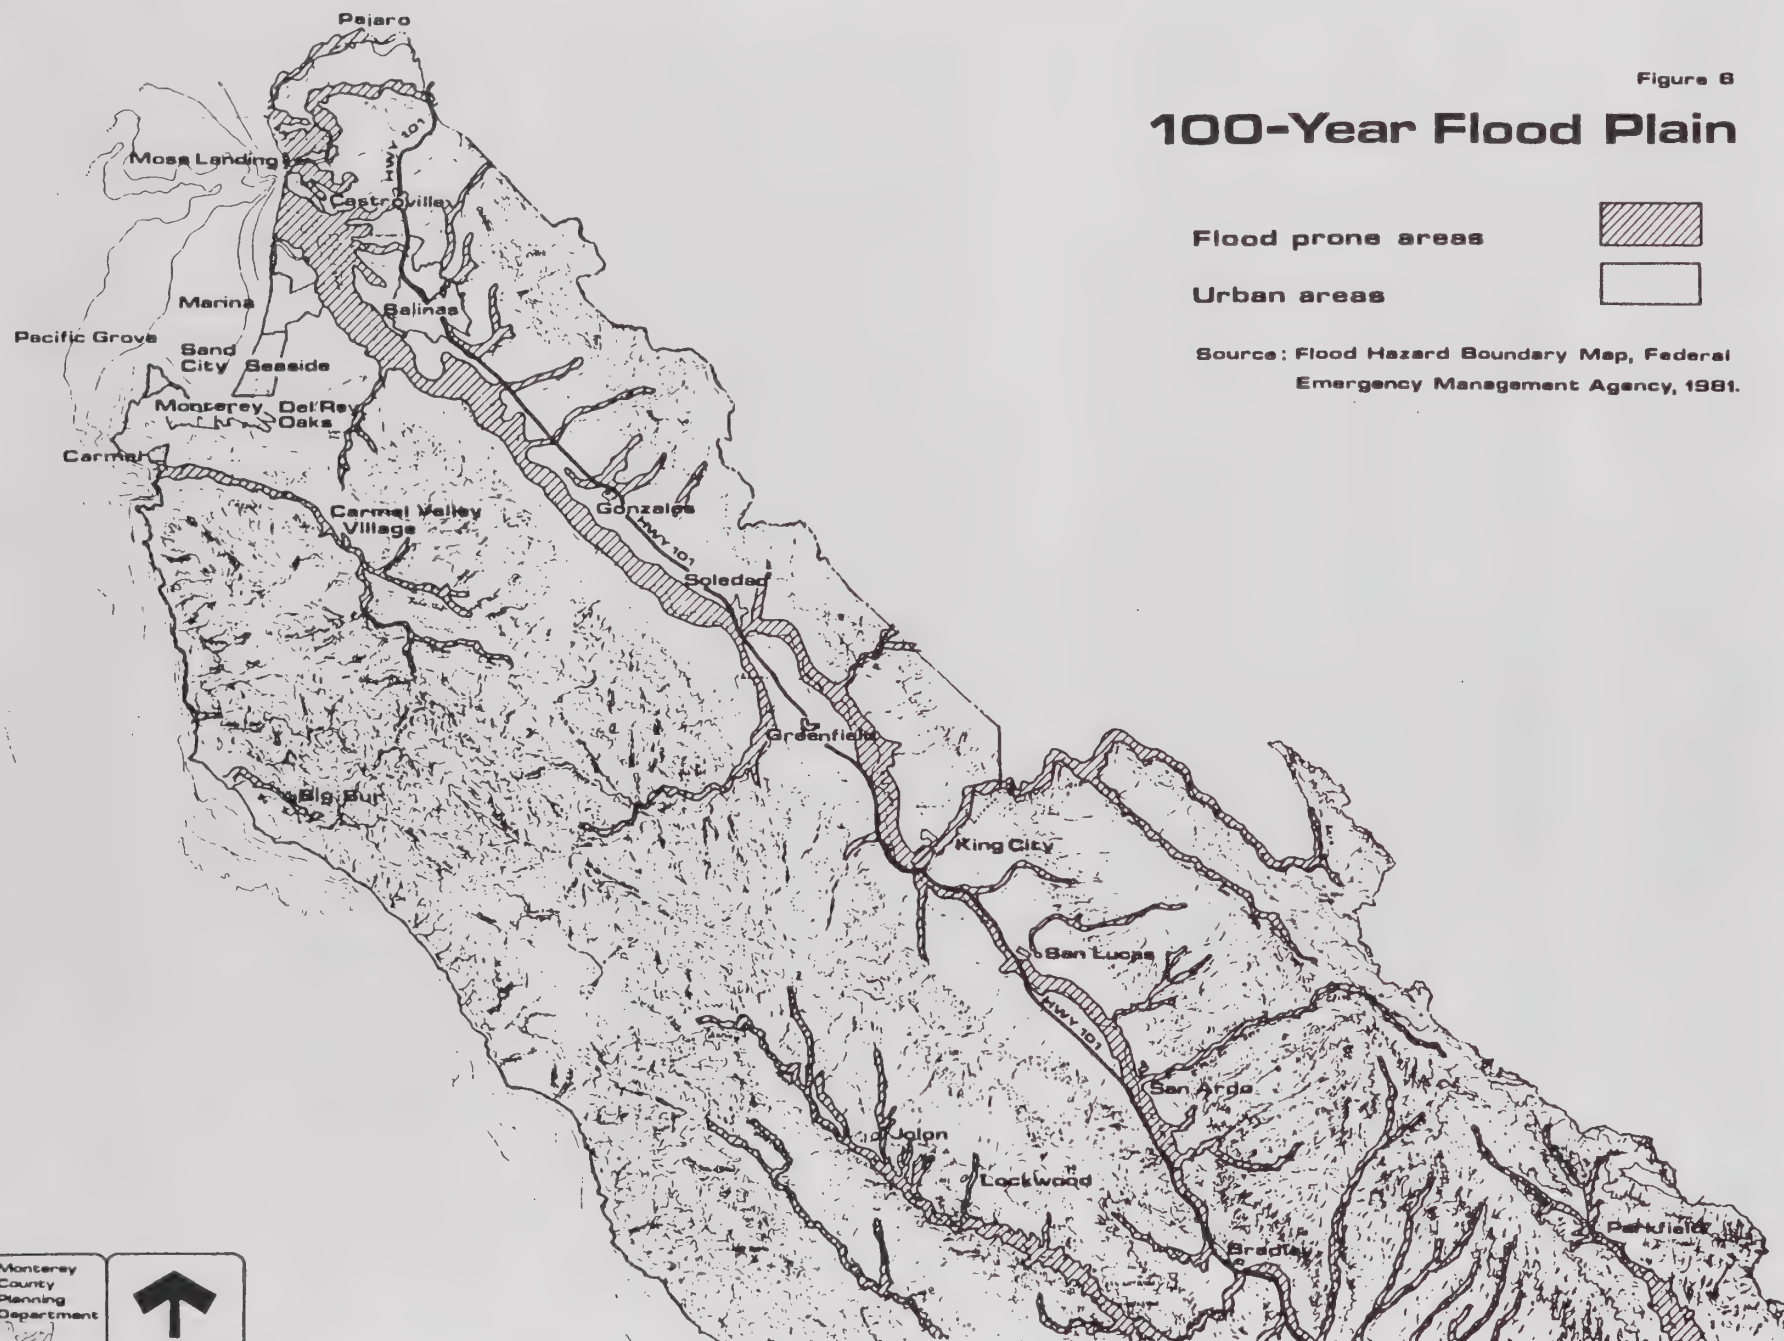 Figure 6
100-Year Flood Plain
Flood prone areas
Urban areas
Source: Flood Hazard Boundary Map, Federal
Emergency Management Agency, 1981.
Pajaro
HWY 101
Moss Landing
Castroville
Marina
Salinas
Pacific Grove
Sand
City
Seaside
Monterey
Del Rey
Oaks
Carmel
Carmel Valley
Village
Gonzales
HWY 101
Soledad
Greenfield
Big Sur
King City
San Lucas
HWY 101
San Ardo
Jolon
Lockwood
Bradley
Parkfield
Monterey
County
Planning
Department